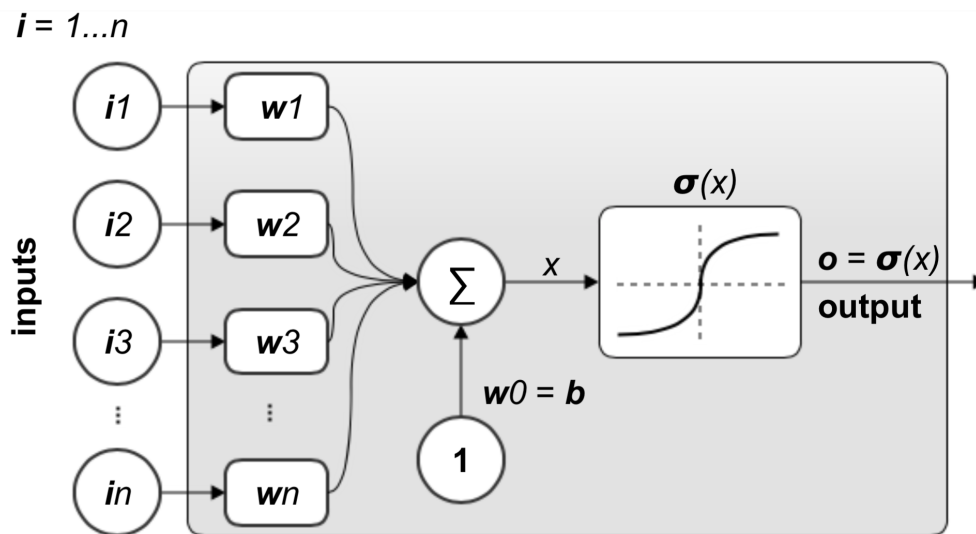 i = 1...n
inputs
i1
w1
i2
w2
i3
w3
⋮
⋮
in
wn
Σ
x
σ(x)
o = σ(x)
output
w0 = b
1